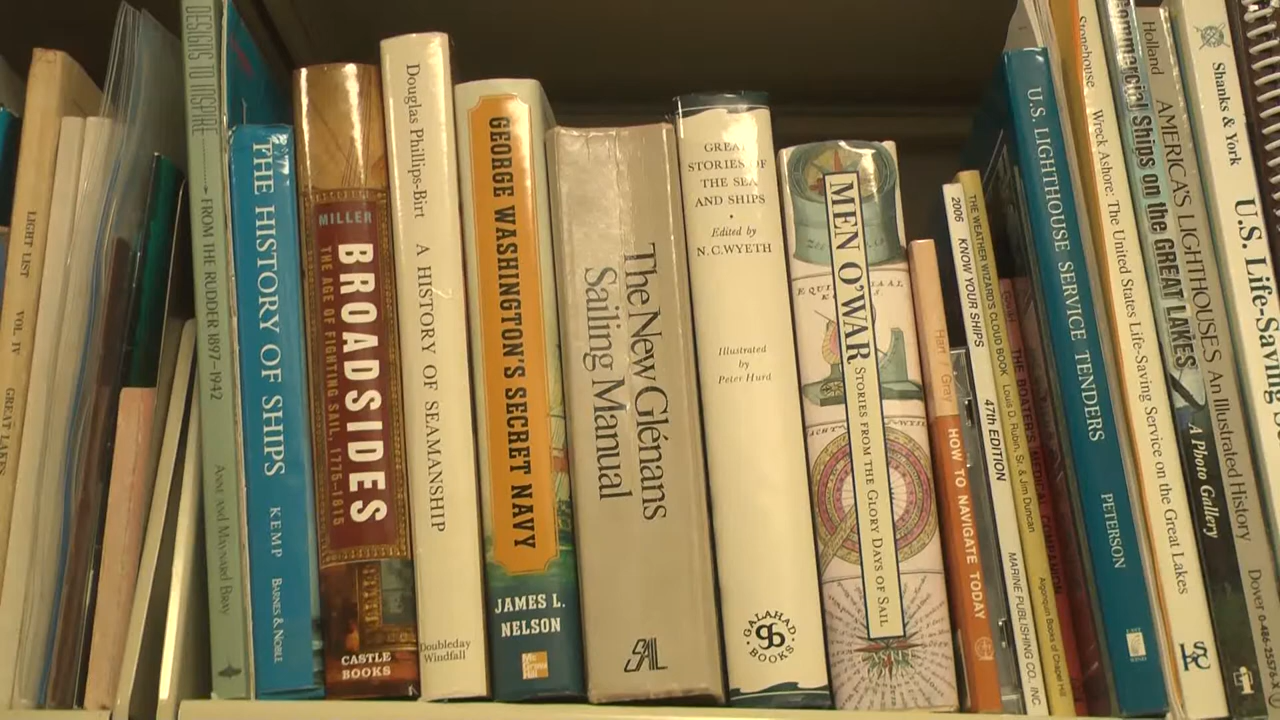 LIGHT LIST VOL. IV GREAT LAKES
DESIGNS TO INSPIRE FROM THE RUDDER 1897-1942 ANNE AND MAYNARD BRAY
THE HISTORY OF SHIPS KEMP BARNES & NOBLE
MILLER
BROADSIDES
THE AGE OF FIGHTING SAIL, 1775-1815
CASTLE
BOOKS
Douglas Phillips-Birt A HISTORY OF SEAMANSHIP
Doubleday
Windfall
GEORGE WASHINGTON'S SECRET NAVY
JAMES L.
NELSON
Mc
Graw
Hill
The New Glénans
Sailing Manual
GREAT
STORIES OF
THE SEA
AND SHIPS
Edited by
N.C. WYETH
Illustrated
by
Peter Hurd
GALAHAD
BOOKS
MEN O'WAR STORIES FROM THE GLORY DAYS OF SAIL
Hart / Gray HOW TO NAVIGATE TODAY
2006 KNOW YOUR SHIPS 47th EDITION MARINE PUBLISHING CO., INC.
THE WEATHER WIZARD'S CLOUD BOOK Louis D. Rubin, Sr. & Jim Duncan Algonquin Books of Chapel Hill
THE BOATER'S MEDICAL COMPANION
U.S. LIGHTHOUSE SERVICE TENDERS PETERSON
Stonehouse Wreck Ashore: The United States Life-Saving Service on the Great Lakes
Commercial Ships on the GREAT LAKES A Photo Gallery
Holland AMERICA'S LIGHTHOUSES An Illustrated History Dover
Shanks & York U.S. Life-Saving